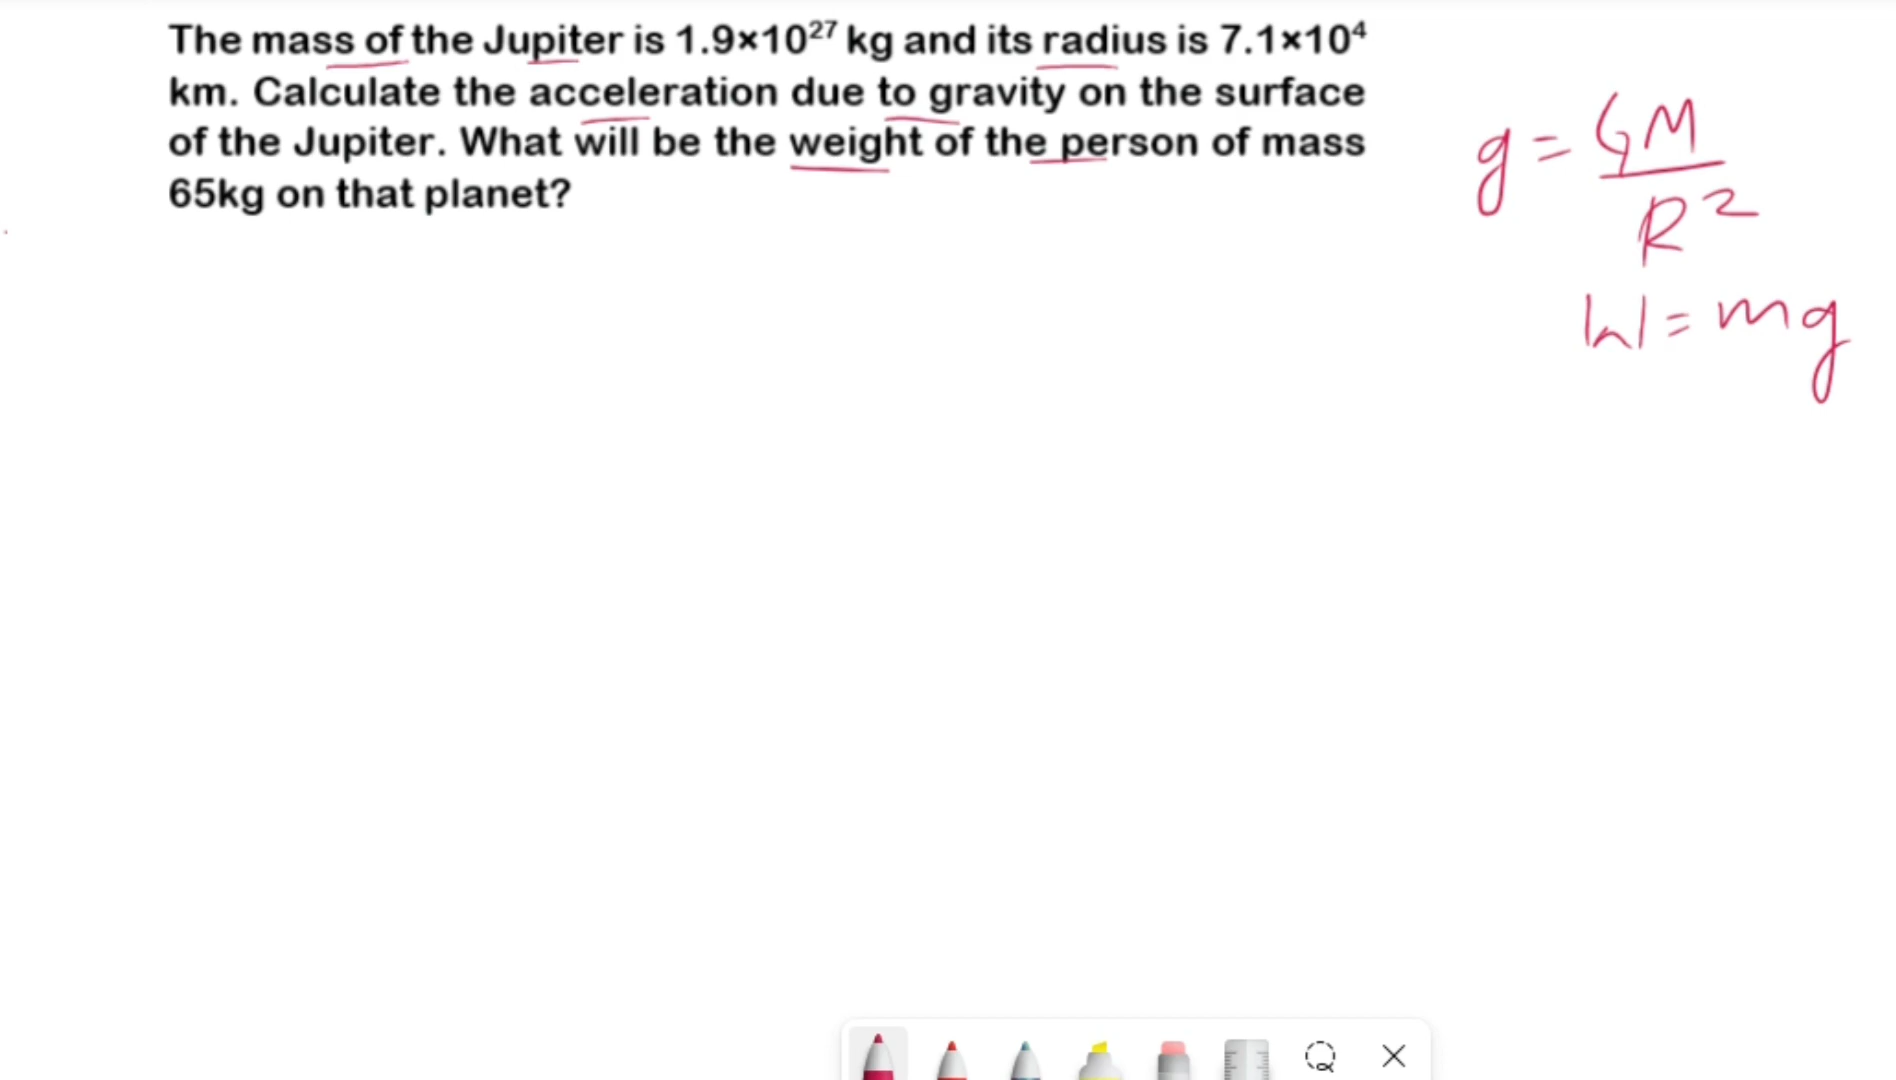 The mass of the Jupiter is 1.9×10²⁷ kg and its radius is 7.1×10⁴
km. Calculate the acceleration due to gravity on the surface
of the Jupiter. What will be the weight of the person of mass
65kg on that planet?
g = GM
R²
W = mg